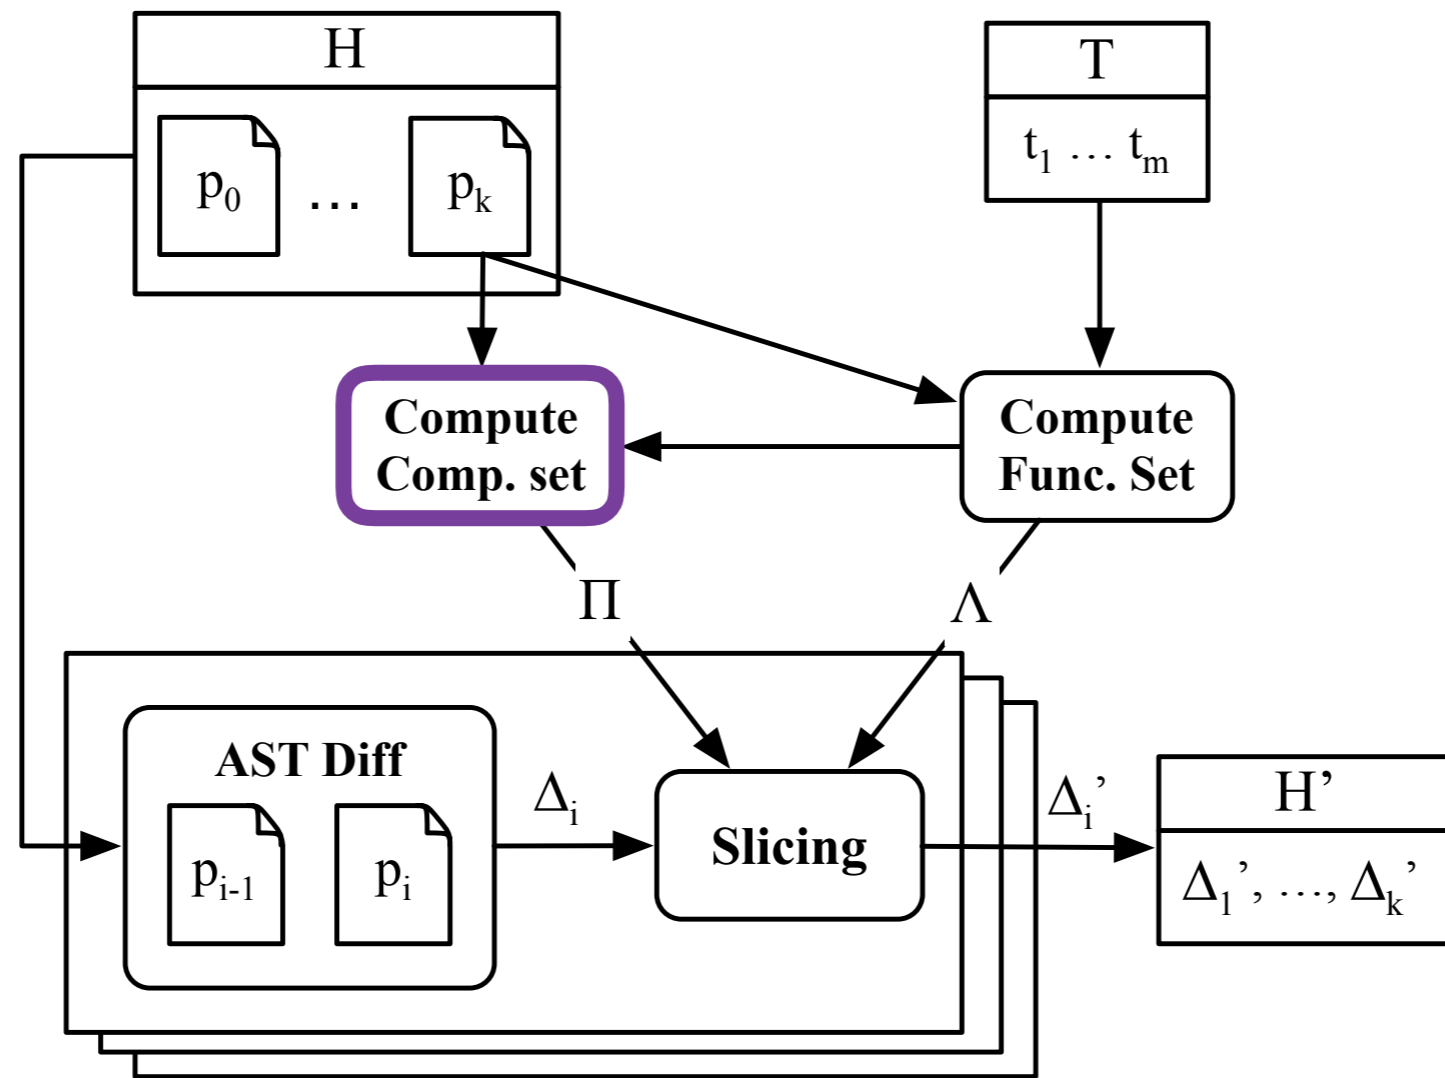 H
T
p₀ … pₖ
t₁ … tₘ
Compute
Comp. set
Compute
Func. Set
Π
Λ
AST Diff
pᵢ₋₁
pᵢ
Δᵢ
Slicing
Δᵢ’
H’
Δ₁’, …, Δₖ’